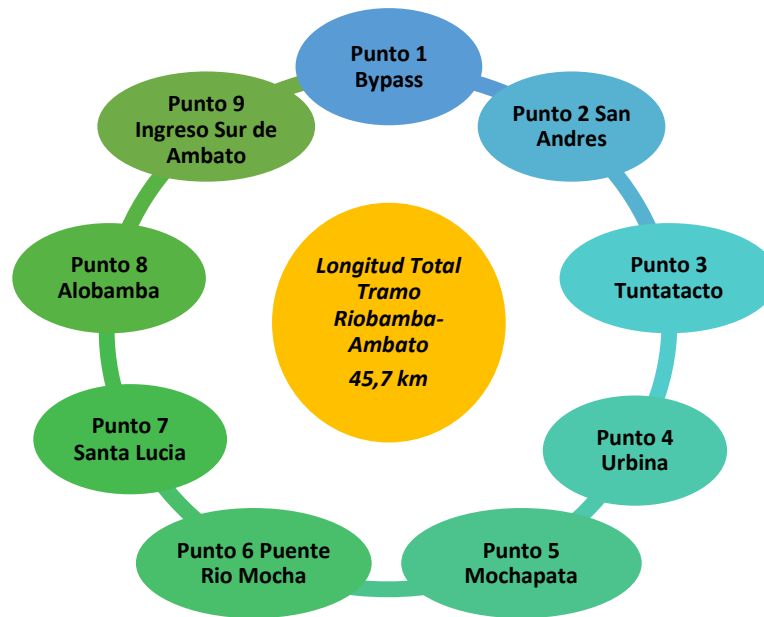 Punto 1
Bypass
Punto 2 San
Andres
Punto 3
Tuntatacto
Punto 4
Urbina
Punto 5
Mochapata
Punto 6 Puente
Rio Mocha
Punto 7
Santa Lucia
Punto 8
Alobamba
Punto 9
Ingreso Sur de
Ambato
Longitud Total
Tramo
Riobamba-
Ambato
45,7 km